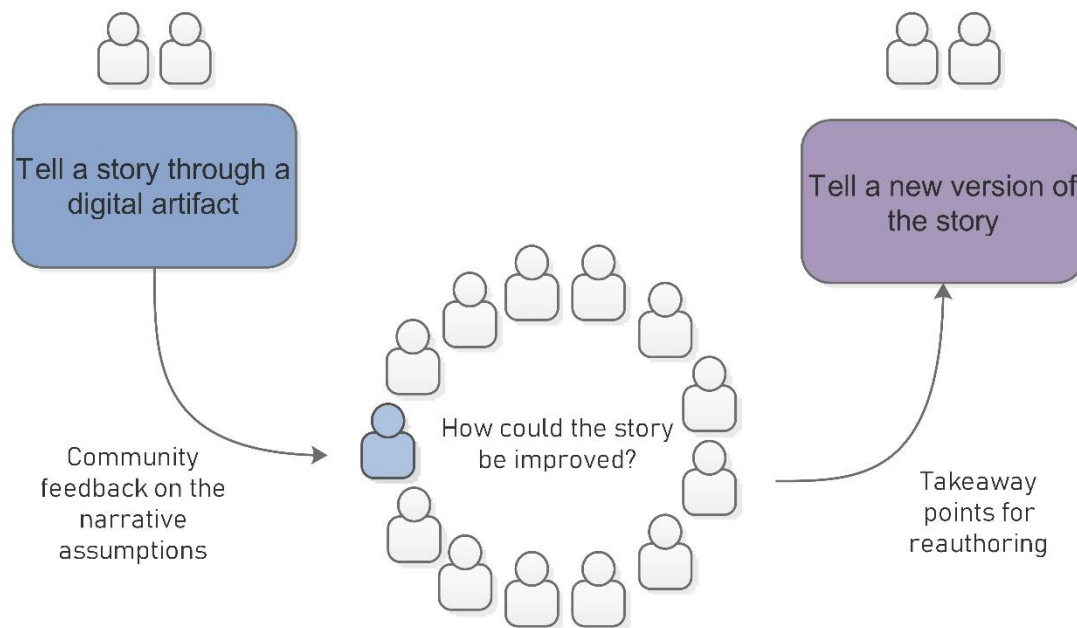 Tell a story through a
digital artifact
Tell a new version of
the story
How could the story
be improved?
Community
feedback on the
narrative
assumptions
Takeaway
points for
reauthoring